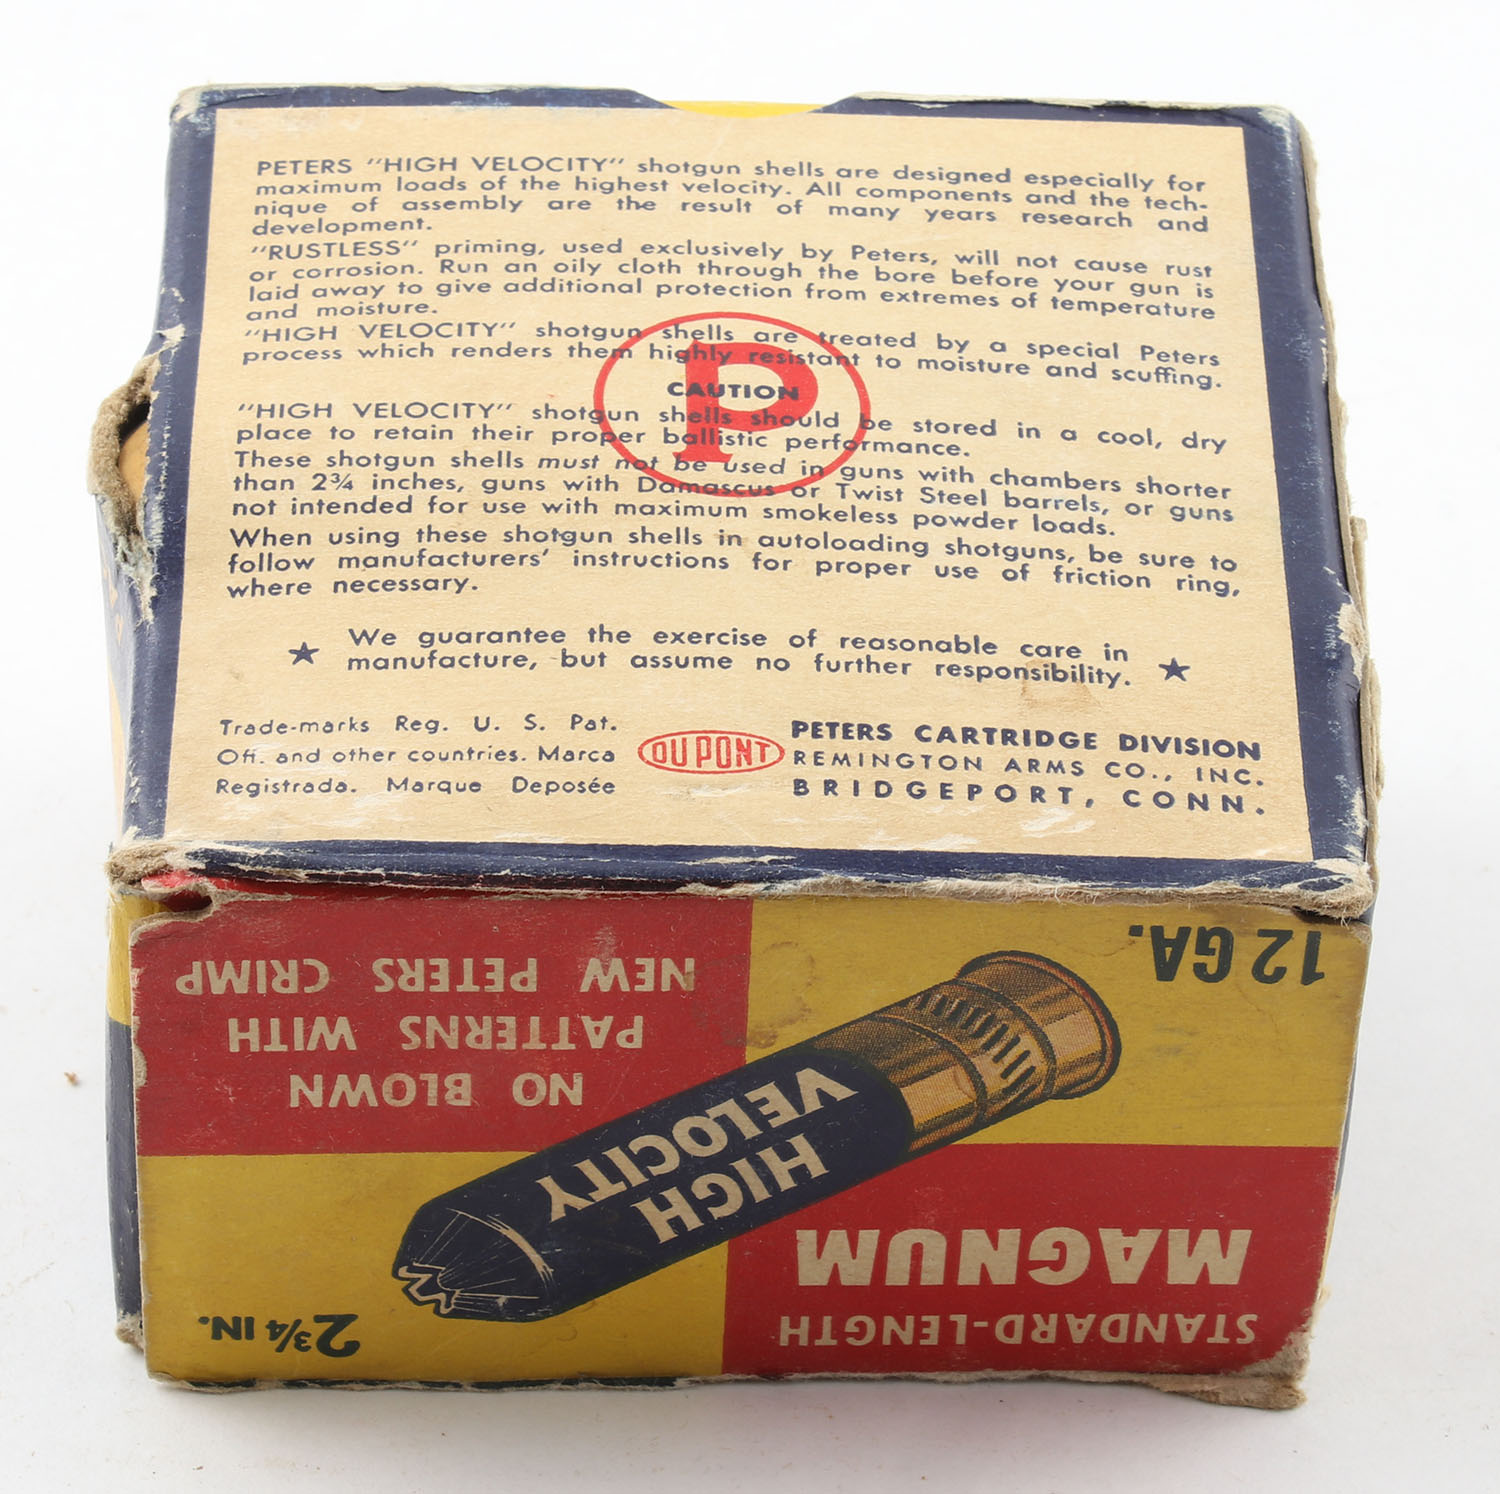 PETERS "HIGH VELOCITY" shotgun shells are designed especially for
maximum loads of the highest velocity. All components and the tech-
nique of assembly are the result of many years research and
development.
"RUSTLESS" priming, used exclusively by Peters, will not cause rust
or corrosion. Run an oily cloth through the bore before your gun is
laid away to give additional protection from extremes of temperature
and moisture.
"HIGH VELOCITY" shotgun shells are treated by a special Peters
process which renders them highly resistant to moisture and scuffing.
P
CAUTION
"HIGH VELOCITY" shotgun shells should be stored in a cool, dry
place to retain their proper ballistic performance.
These shotgun shells must not be used in guns with chambers shorter
than 2¾ inches, guns with Damascus or Twist Steel barrels, or guns
not intended for use with maximum smokeless powder loads.
When using these shotgun shells in autoloading shotguns, be sure to
follow manufacturers' instructions for proper use of friction ring,
where necessary.
★ We guarantee the exercise of reasonable care in
manufacture, but assume no further responsibility. ★
Trade-marks Reg. U. S. Pat.
Off. and other countries. Marca
Registrada. Marque Deposée
DU PONT
PETERS CARTRIDGE DIVISION
REMINGTON ARMS CO., INC.
BRIDGEPORT, CONN.
STANDARD-LENGTH
MAGNUM
2¾ IN.
HIGH
VELOCITY
NO BLOWN
PATTERNS WITH
NEW PETERS CRIMP
12 GA.